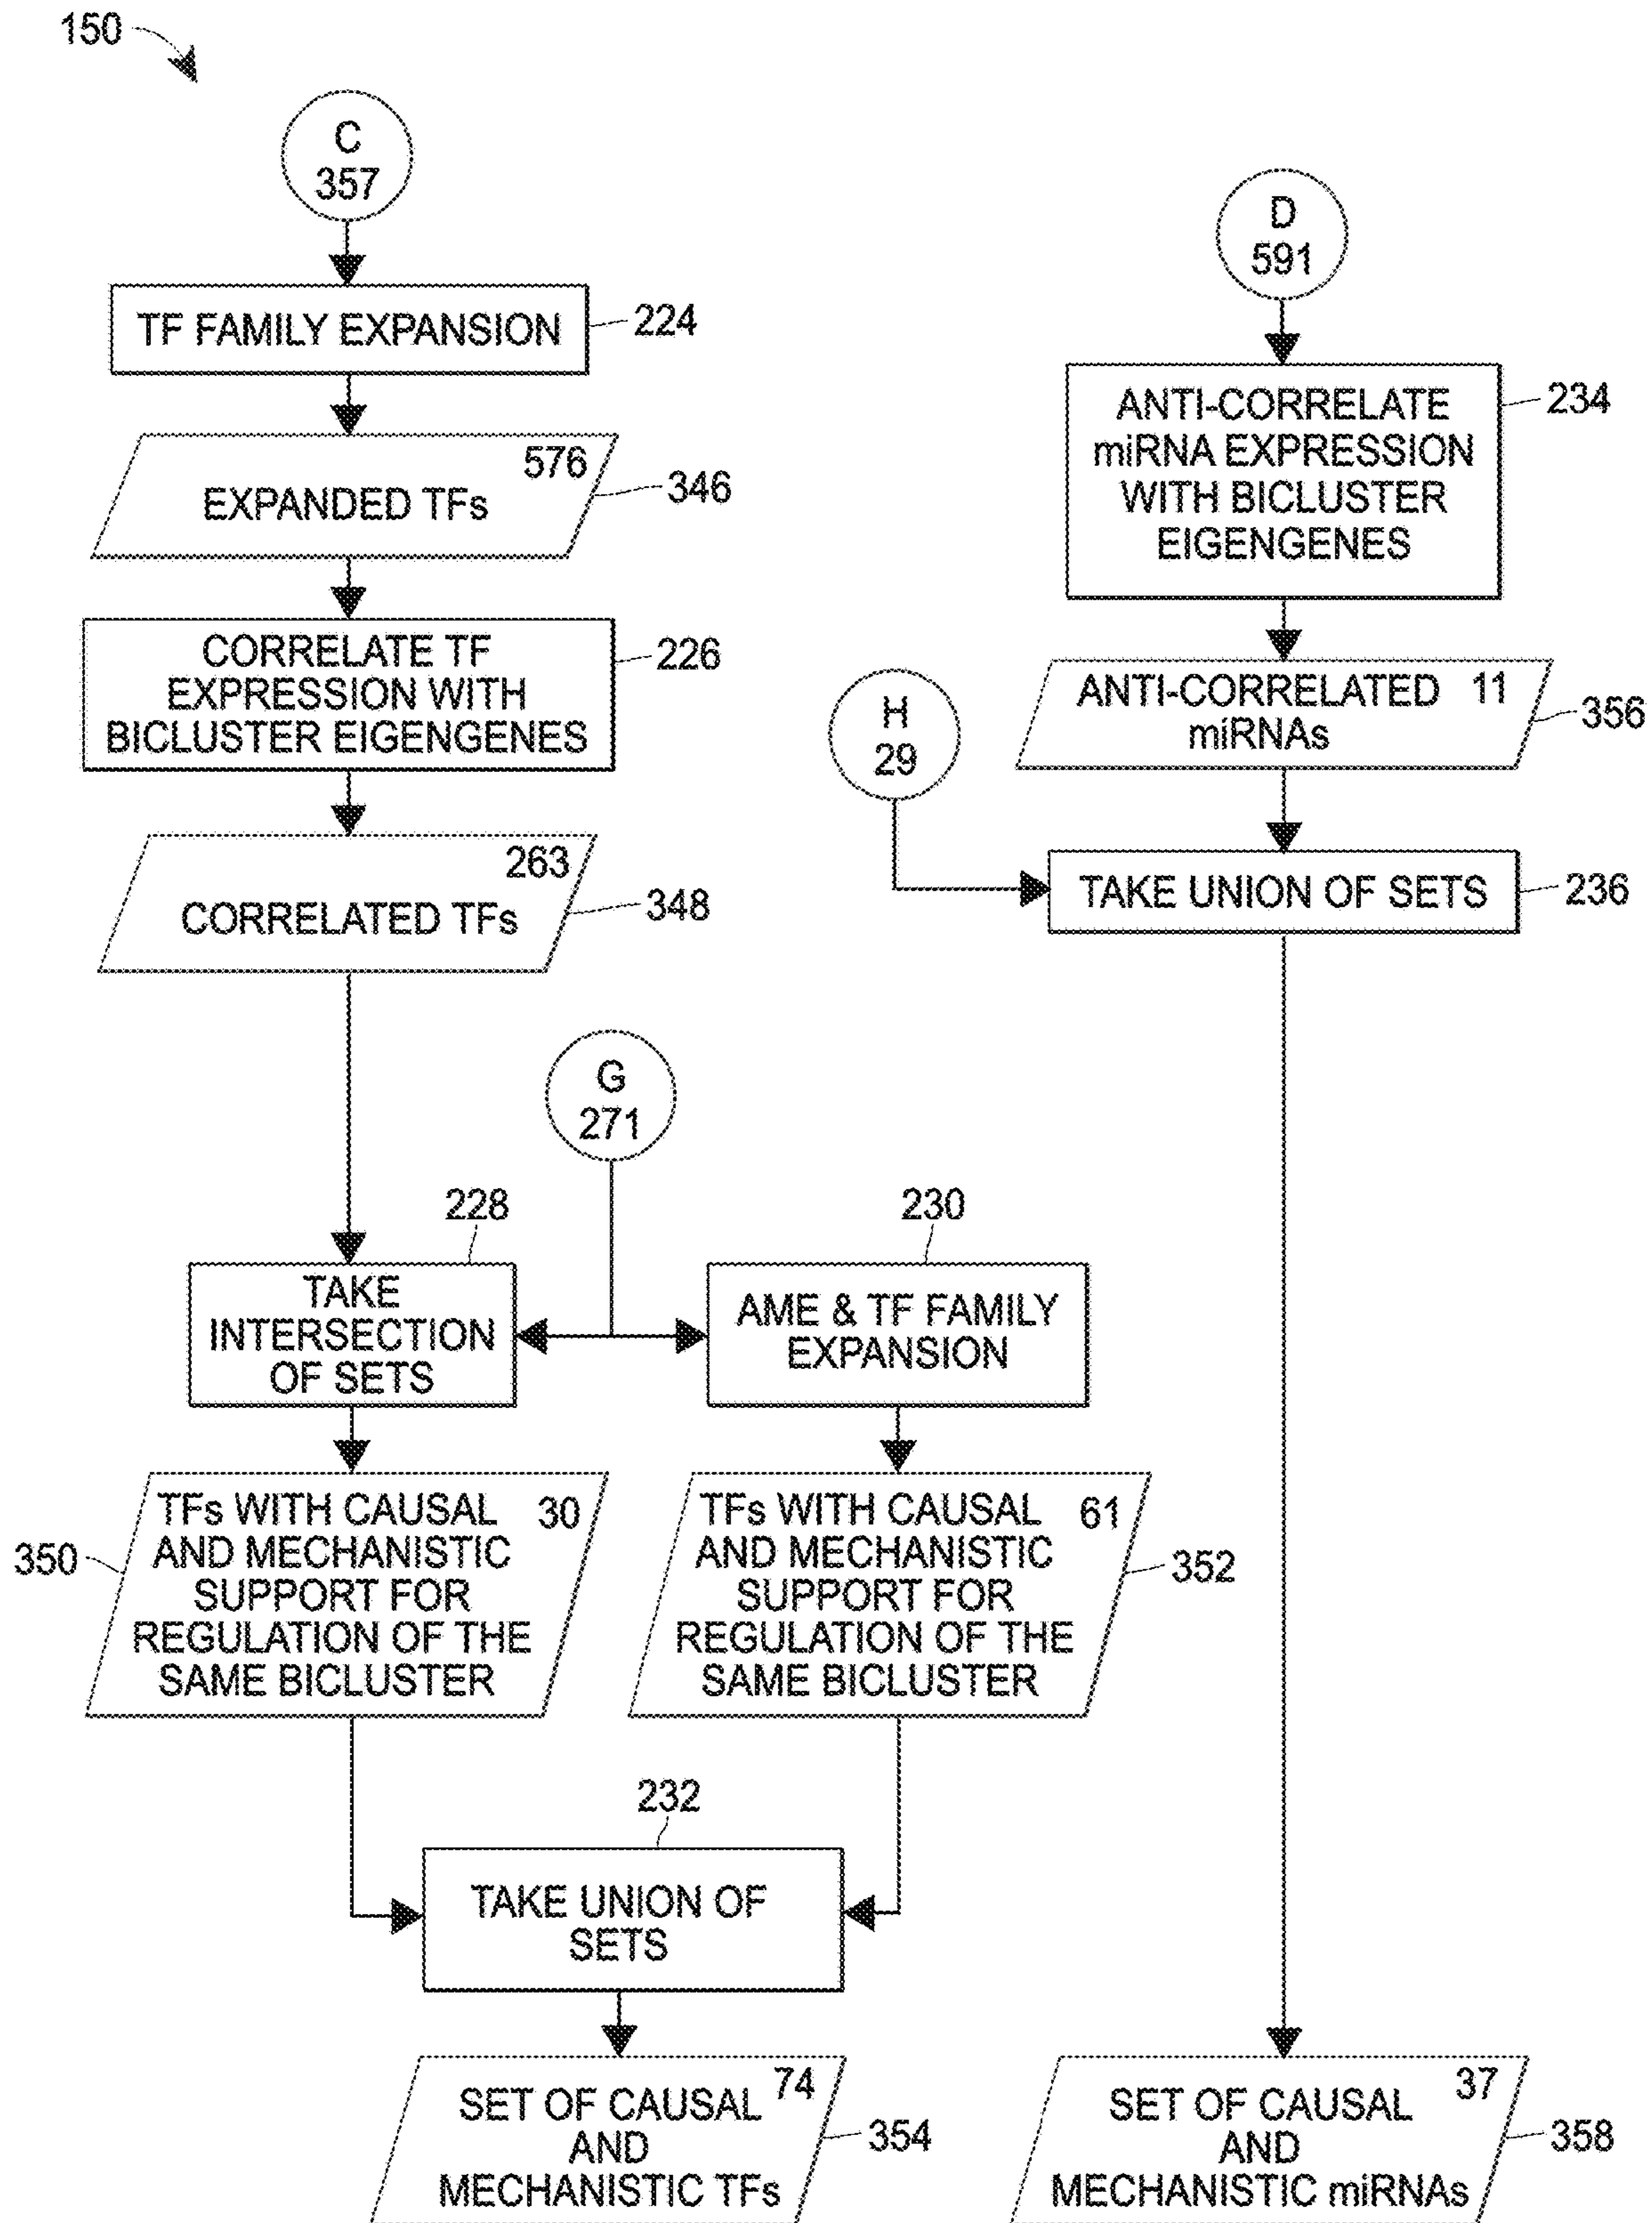 150
C
357
TF FAMILY EXPANSION
224
576
EXPANDED TFs
346
CORRELATE TF
EXPRESSION WITH
BICLUSTER EIGENGENES
226
263
CORRELATED TFs
348
D
591
ANTI-CORRELATE
miRNA EXPRESSION
WITH BICLUSTER
EIGENGENES
234
ANTI-CORRELATED 11
miRNAs
356
H
29
TAKE UNION OF SETS
236
G
271
228
TAKE
INTERSECTION
OF SETS
230
AME & TF FAMILY
EXPANSION
TFs WITH CAUSAL 30
AND MECHANISTIC
SUPPORT FOR
REGULATION OF THE
SAME BICLUSTER
350
TFs WITH CAUSAL 61
AND MECHANISTIC
SUPPORT FOR
REGULATION OF THE
SAME BICLUSTER
352
232
TAKE UNION OF
SETS
74
SET OF CAUSAL
AND
MECHANISTIC TFs
354
37
SET OF CAUSAL
AND
MECHANISTIC miRNAs
358